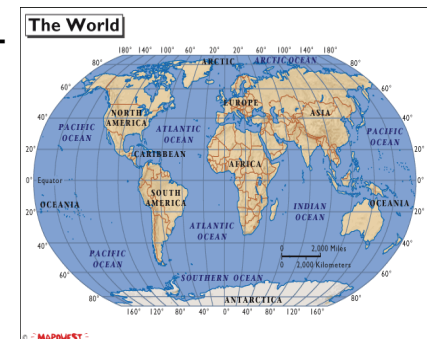 The World
180° 140° 100° 60° 20° 20° 60° 100° 140° 180°
ARCTIC ARCTIC OCEAN
80° 80°
60° 60°
EUROPE
NORTH
AMERICA
ASIA
40° 40°
PACIFIC
OCEAN
ATLANTIC
OCEAN
PACIFIC
OCEAN
20° 20°
CARIBBEAN
AFRICA
0° Equator 0°
SOUTH
AMERICA
OCEANIA
INDIAN
OCEAN
OCEANIA
20° 20°
ATLANTIC
OCEAN
40° 40°
PACIFIC
OCEAN
0 2,000 Miles
0 2,000 Kilometers
60° 60°
SOUTHERN OCEAN
80° 80°
ANTARCTICA
160° 120° 80° 40° 0° 40° 80° 120° 160°
© MAPQUEST